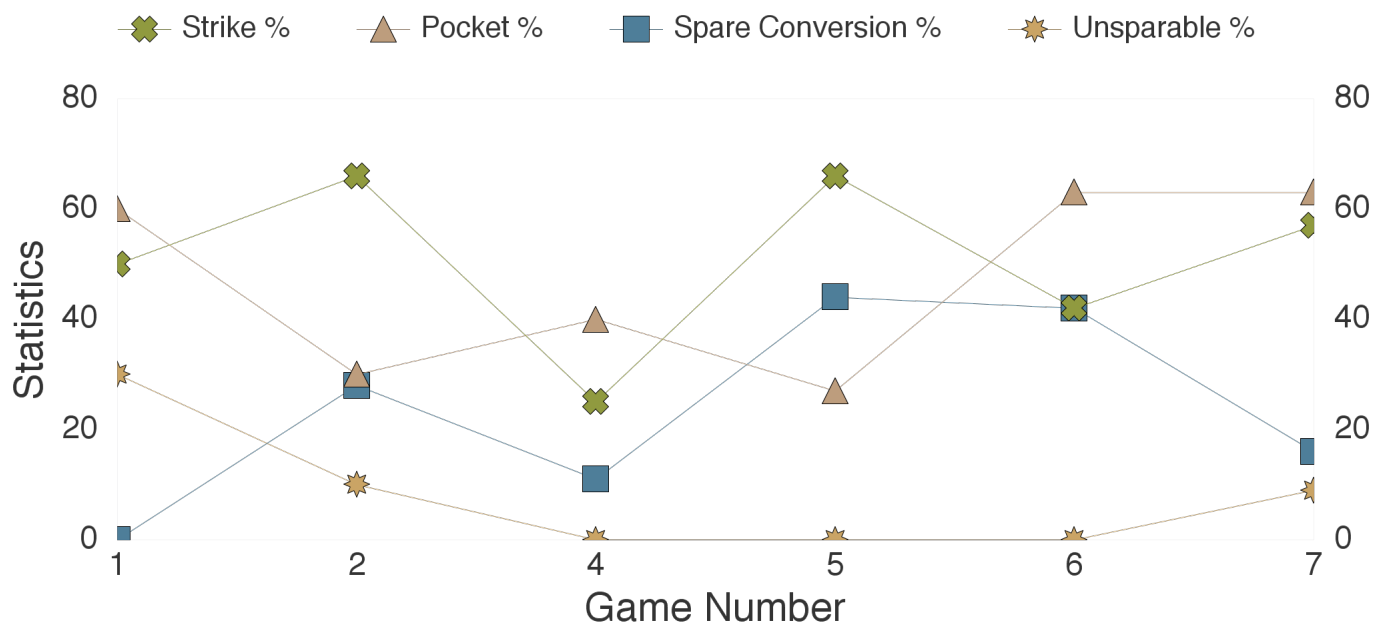 Strike % Pocket % Spare Conversion % Unsparable %
80 80
60 60
40 40
20 20
0 0
Statistics
1 2 4 5 6 7
Game Number